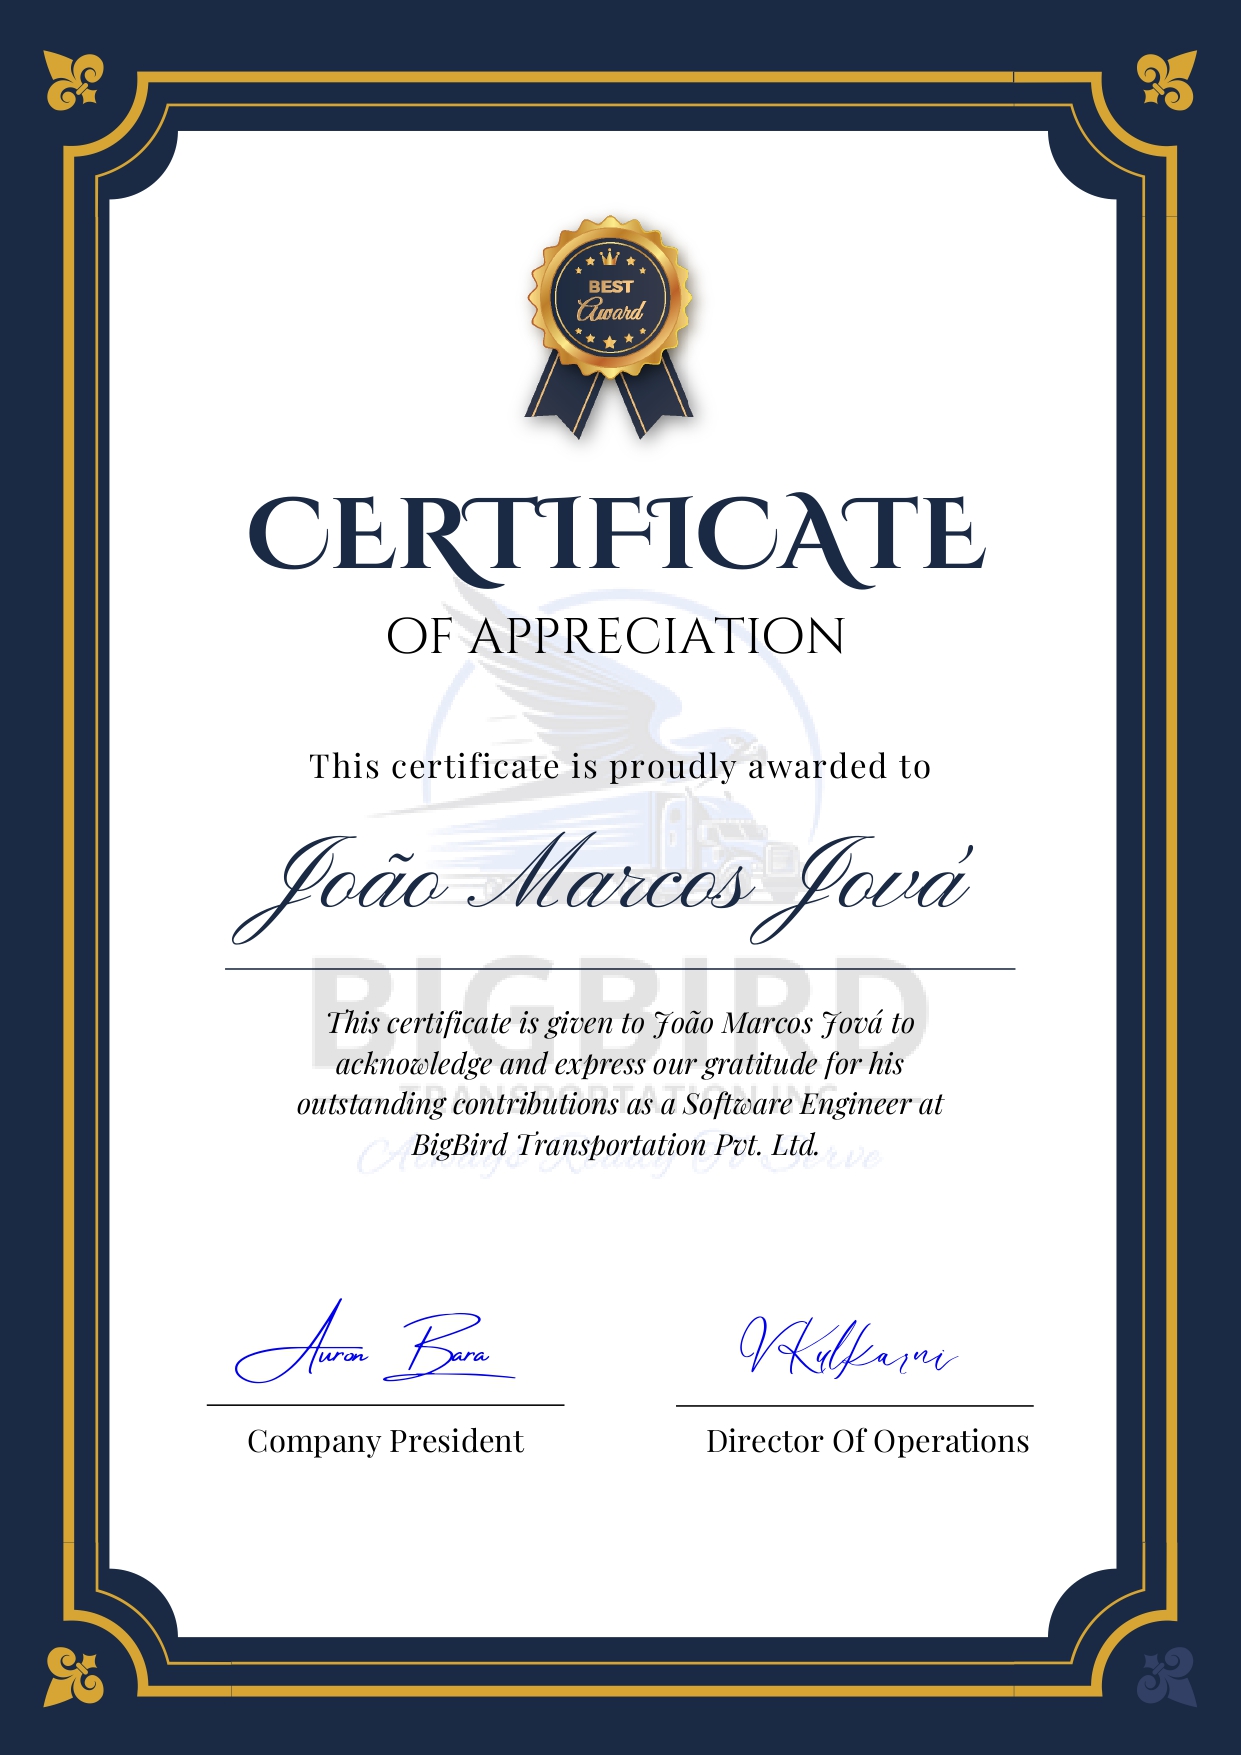 BEST
Award
CERTIFICATE
OF APPRECIATION
This certificate is proudly awarded to
João Marcos Jová
BIGBIRD
This certificate is given to João Marcos Jová to
acknowledge and express our gratitude for his
TRANSPORTATION INC
outstanding contributions as a Software Engineer at
BigBird Transportation Pvt. Ltd.
Always Ready To Serve
Auron Bara
VKulkarni
Company President
Director Of Operations